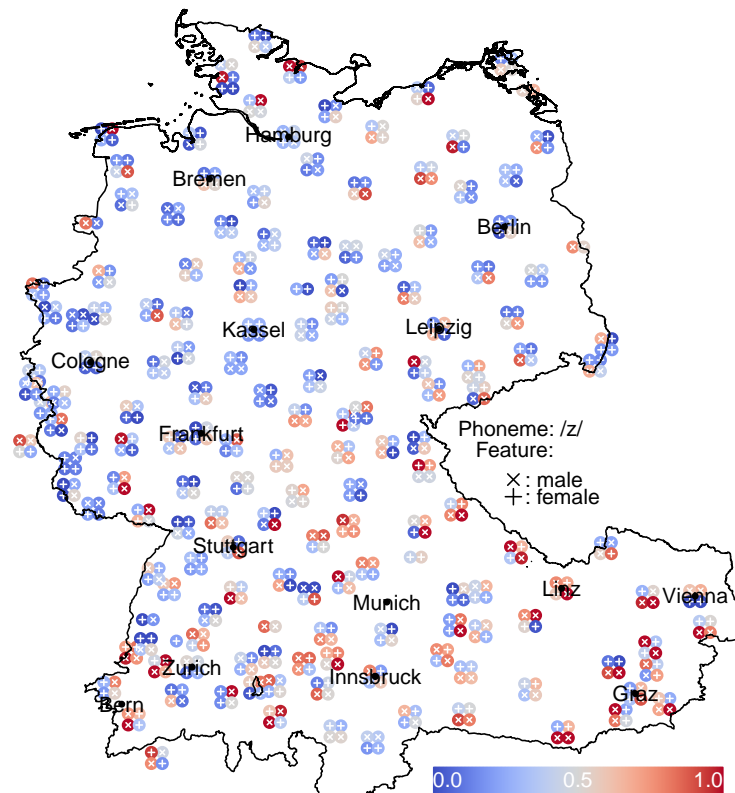 Hamburg
Bremen
Berlin
Kassel
Leipzig
Cologne
Frankfurt
Phoneme: /z/
Feature:
×: male
+: female
Stuttgart
Munich
Linz
Vienna
Zurich
Innsbruck
Bern
Graz
0.0 0.5 1.0